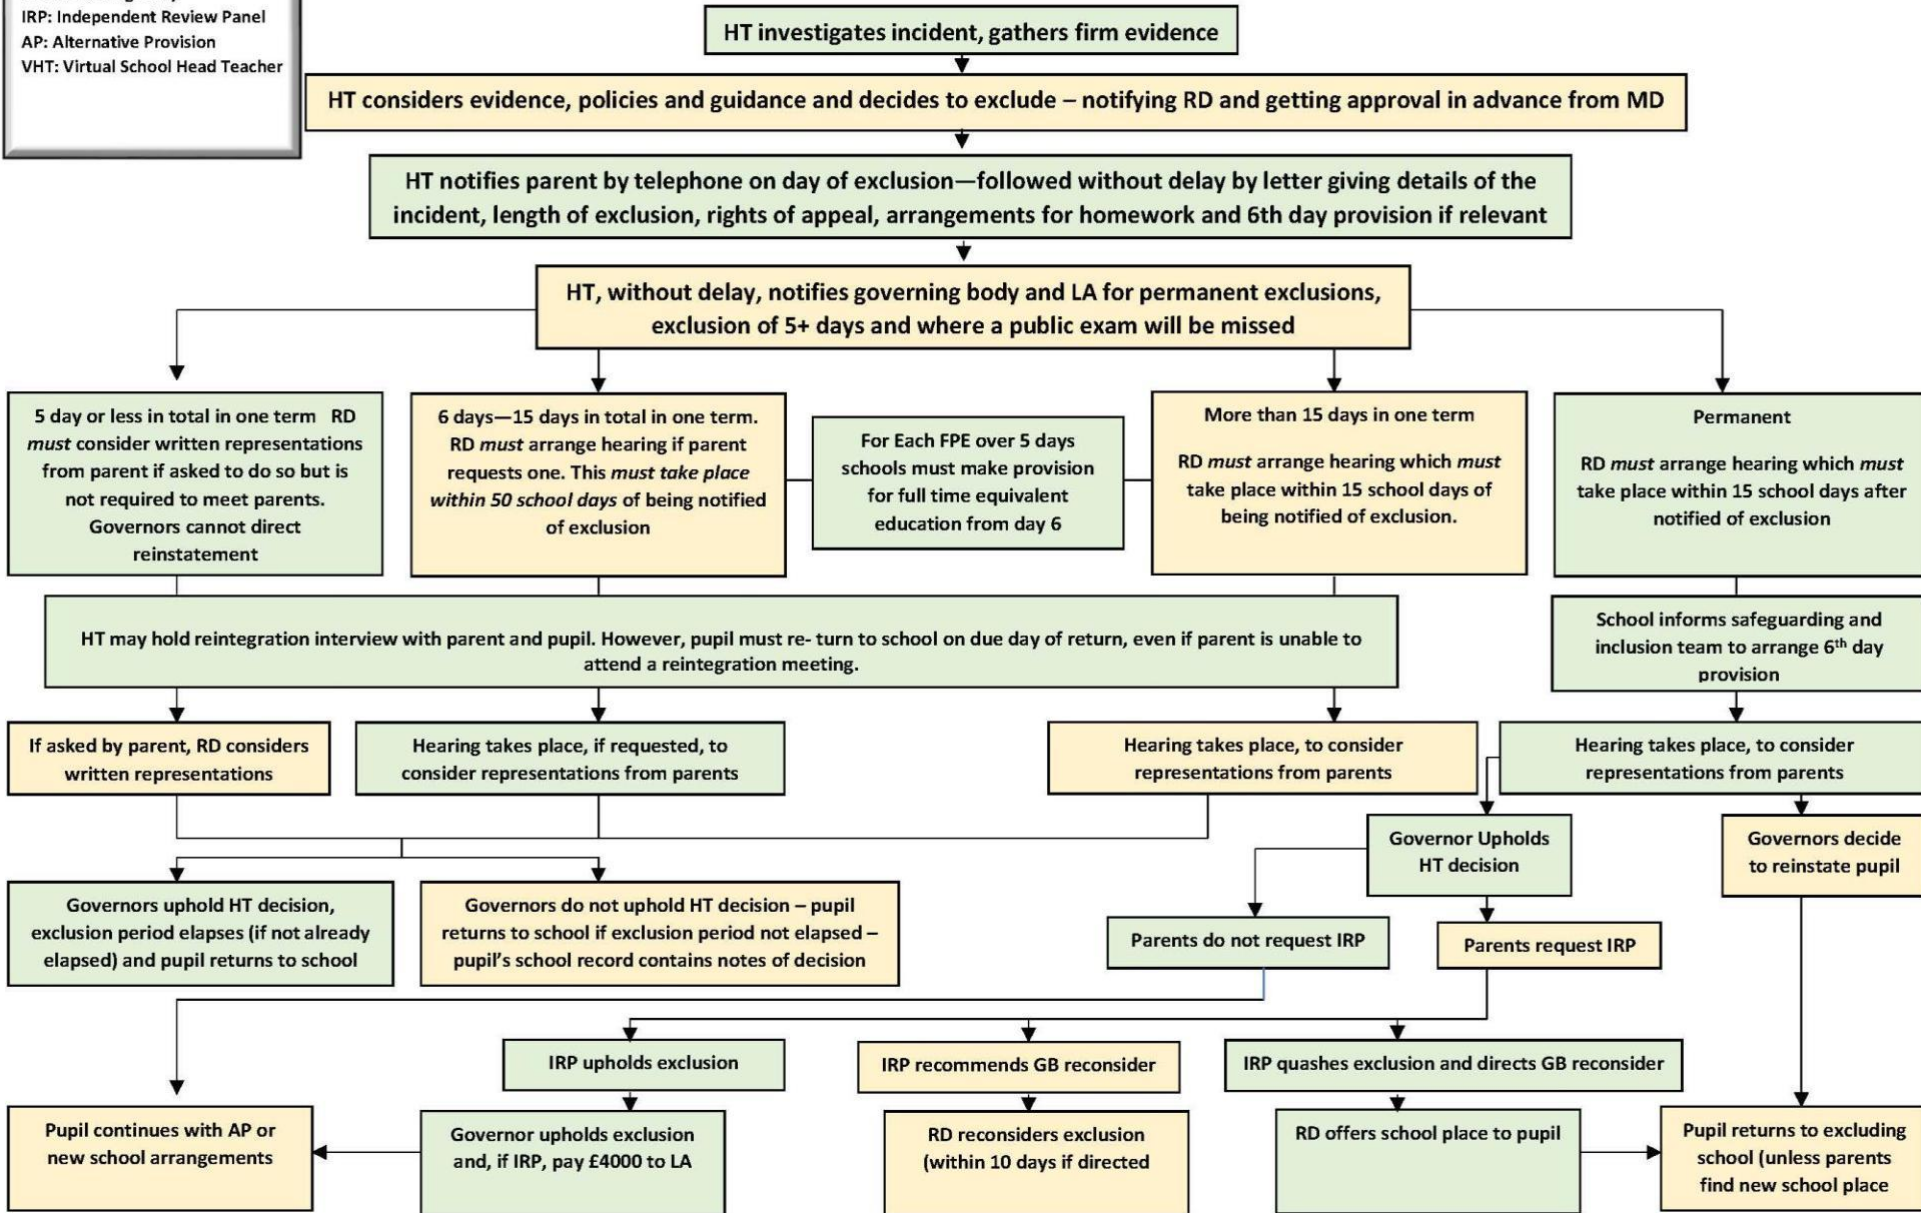 IRP: Independent Review Panel
AP: Alternative Provision
VHT: Virtual School Head Teacher
HT investigates incident, gathers firm evidence
HT considers evidence, policies and guidance and decides to exclude – notifying RD and getting approval in advance from MD
HT notifies parent by telephone on day of exclusion—followed without delay by letter giving details of the
incident, length of exclusion, rights of appeal, arrangements for homework and 6th day provision if relevant
HT, without delay, notifies governing body and LA for permanent exclusions,
exclusion of 5+ days and where a public exam will be missed
5 day or less in total in one term RD
must consider written representations
from parent if asked to do so but is
not required to meet parents.
Governors cannot direct
reinstatement
6 days—15 days in total in one term.
RD must arrange hearing if parent
requests one. This must take place
within 50 school days of being notified
of exclusion
For Each FPE over 5 days
schools must make provision
for full time equivalent
education from day 6
More than 15 days in one term
RD must arrange hearing which must
take place within 15 school days of
being notified of exclusion.
Permanent
RD must arrange hearing which must
take place within 15 school days after
notified of exclusion
HT may hold reintegration interview with parent and pupil. However, pupil must re- turn to school on due day of return, even if parent is unable to
attend a reintegration meeting.
School informs safeguarding and
inclusion team to arrange 6th day
provision
If asked by parent, RD considers
written representations
Hearing takes place, if requested, to
consider representations from parents
Hearing takes place, to consider
representations from parents
Hearing takes place, to consider
representations from parents
Governor Upholds
HT decision
Governors decide
to reinstate pupil
Governors uphold HT decision,
exclusion period elapses (if not already
elapsed) and pupil returns to school
Governors do not uphold HT decision – pupil
returns to school if exclusion period not elapsed –
pupil's school record contains notes of decision
Parents do not request IRP
Parents request IRP
IRP upholds exclusion
IRP recommends GB reconsider
IRP quashes exclusion and directs GB reconsider
Pupil continues with AP or
new school arrangements
Governor upholds exclusion
and, if IRP, pay £4000 to LA
RD reconsiders exclusion
(within 10 days if directed
RD offers school place to pupil
Pupil returns to excluding
school (unless parents
find new school place